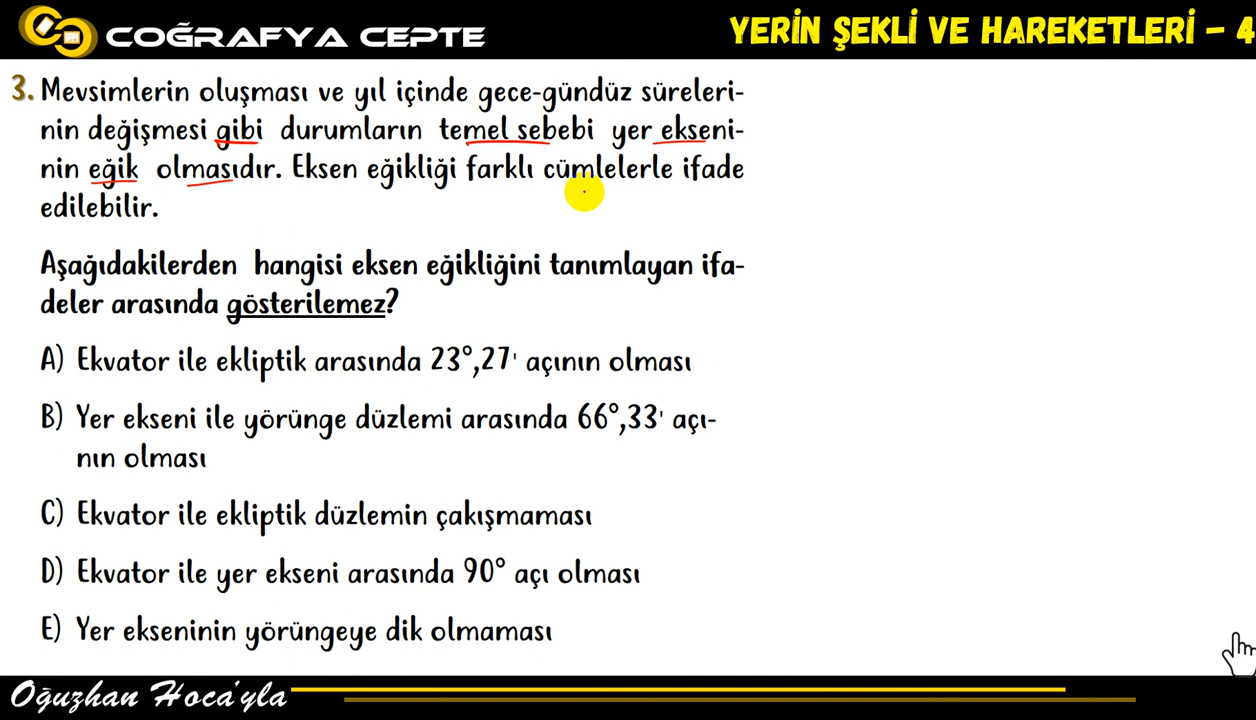 COĞRAFYA CEPTE
YERİN ŞEKLİ VE HAREKETLERİ – 4
3. Mevsimlerin oluşması ve yıl içinde gece-gündüz süreleri-
nin değişmesi gibi durumların temel sebebi yer ekseni-
nin eğik olmasıdır. Eksen eğikliği farklı cümlelerle ifade
edilebilir.
Aşağıdakilerden hangisi eksen eğikliğini tanımlayan ifa-
deler arasında gösterilemez?
A) Ekvator ile ekliptik arasında 23°,27' açının olması
B) Yer ekseni ile yörünge düzlemi arasında 66°,33' açı-
nın olması
C) Ekvator ile ekliptik düzlemin çakışmaması
D) Ekvator ile yer ekseni arasında 90° açı olması
E) Yer ekseninin yörüngeye dik olmaması
Oğuzhan Hoca'yla